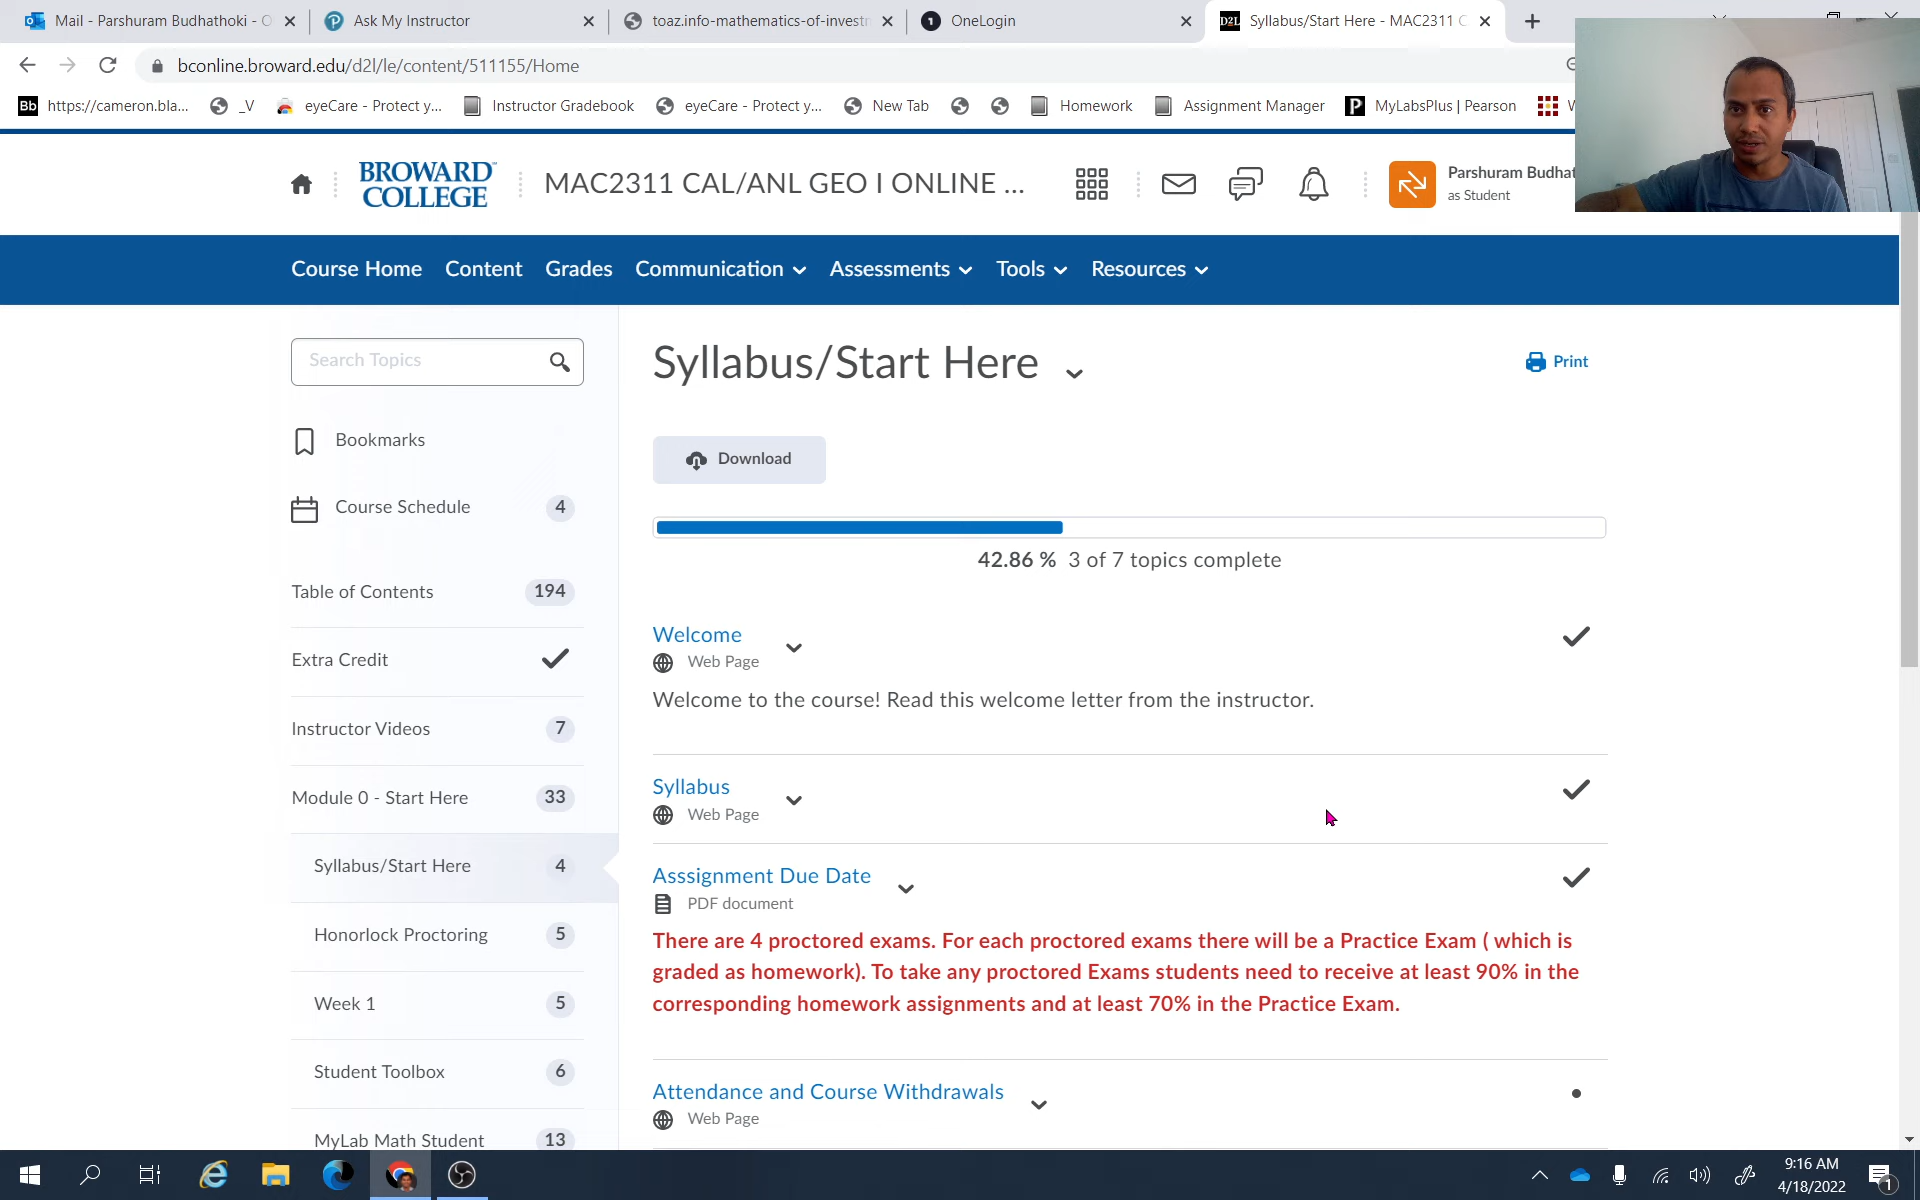 Mail - Parshuram Budhathoki - O
Ask My Instructor
toaz.info-mathematics-of-investm
OneLogin
D2L Syllabus/Start Here - MAC2311 C
bconline.broward.edu/d2l/le/content/511155/Home
Bb https://cameron.bla...
_V
eyeCare - Protect y...
Instructor Gradebook
eyeCare - Protect y...
New Tab
Homework
Assignment Manager
MyLabsPlus | Pearson
BROWARD
COLLEGE
MAC2311 CAL/ANL GEO I ONLINE ...
Parshuram Budhat
as Student
Course Home Content Grades Communication Assessments Tools Resources
Search Topics
Bookmarks
Course Schedule 4
Table of Contents 194
Extra Credit
Instructor Videos 7
Module 0 - Start Here 33
Syllabus/Start Here 4
Honorlock Proctoring 5
Week 1 5
Student Toolbox 6
MyLab Math Student 13
Syllabus/Start Here
Print
Download
42.86 % 3 of 7 topics complete
Welcome
Web Page
Welcome to the course! Read this welcome letter from the instructor.
Syllabus
Web Page
Asssignment Due Date
PDF document
There are 4 proctored exams. For each proctored exams there will be a Practice Exam ( which is
graded as homework). To take any proctored Exams students need to receive at least 90% in the
corresponding homework assignments and at least 70% in the Practice Exam.
Attendance and Course Withdrawals
Web Page
9:16 AM
4/18/2022
1